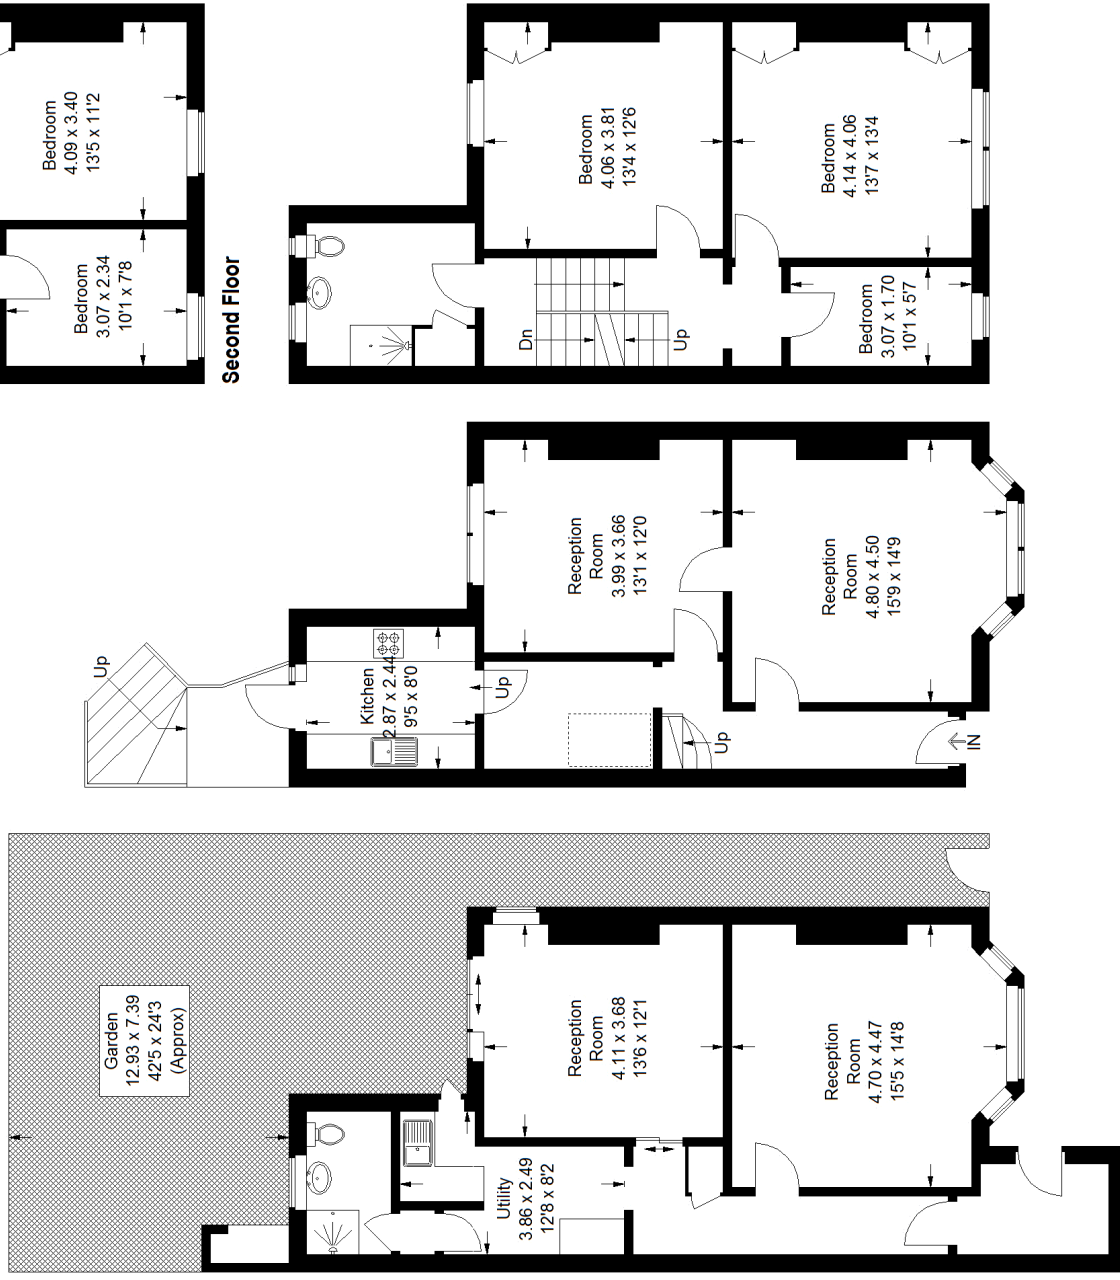 Bedroom
4.09 x 3.40
13'5 x 11'2
Bedroom
3.07 x 2.34
10'1 x 7'8
Second Floor
Bedroom
4.06 x 3.81
13'4 x 12'6
Bedroom
4.14 x 4.06
13'7 x 13'4
Bedroom
3.07 x 1.70
10'1 x 5'7
Dn
Up
Reception
Room
3.99 x 3.66
13'1 x 12'0
Reception
Room
4.80 x 4.50
15'9 x 14'9
Up
Kitchen
2.87 x 2.44
9'5 x 8'0
Up
Up
IN
Garden
12.93 x 7.39
42'5 x 24'3
(Approx)
Reception
Room
4.11 x 3.68
13'6 x 12'1
Reception
Room
4.70 x 4.47
15'5 x 14'8
Utility
3.86 x 2.49
12'8 x 8'2